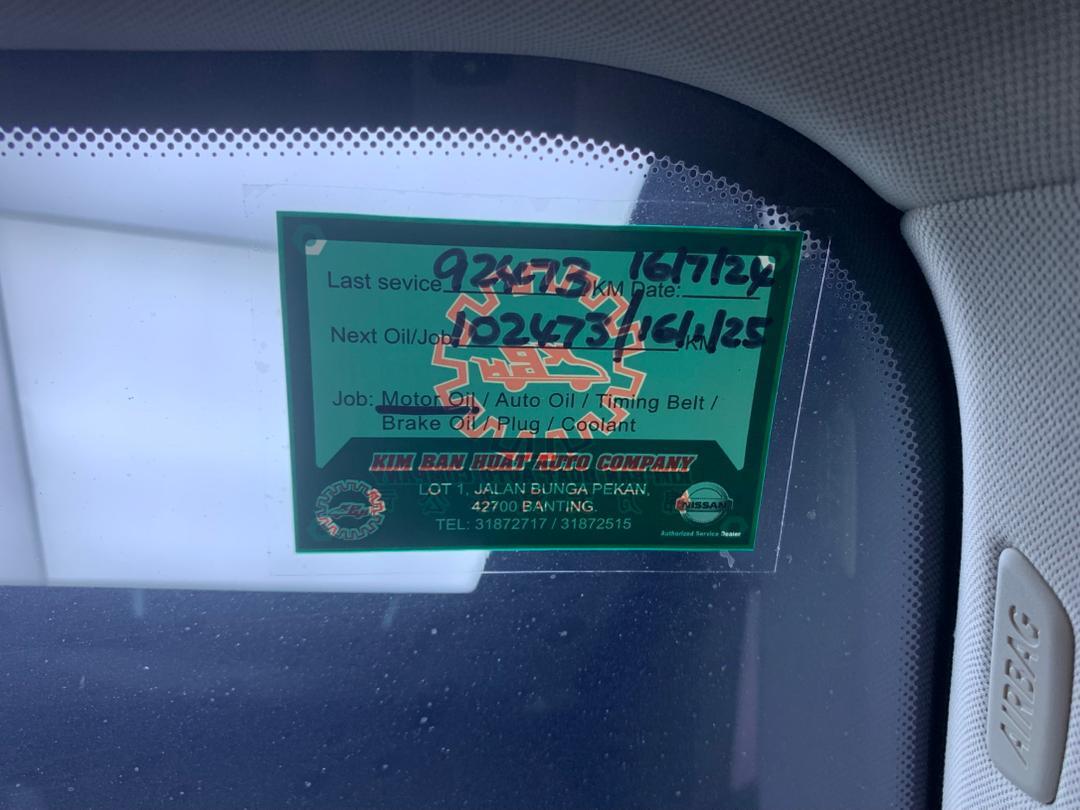 Last sevice 92473 KM Date: 16/7/24
Next Oil/Job 102473/16/1/25 KM
Job: Motor Oil / Auto Oil / Timing Belt /
Brake Oil / Plug / Coolant
KIM BAN HUAT AUTO COMPANY
LOT 1, JALAN BUNGA PEKAN,
42700 BANTING.
TEL: 31872717 / 31872515
NISSAN
Authorized Service Dealer
AIRBAG